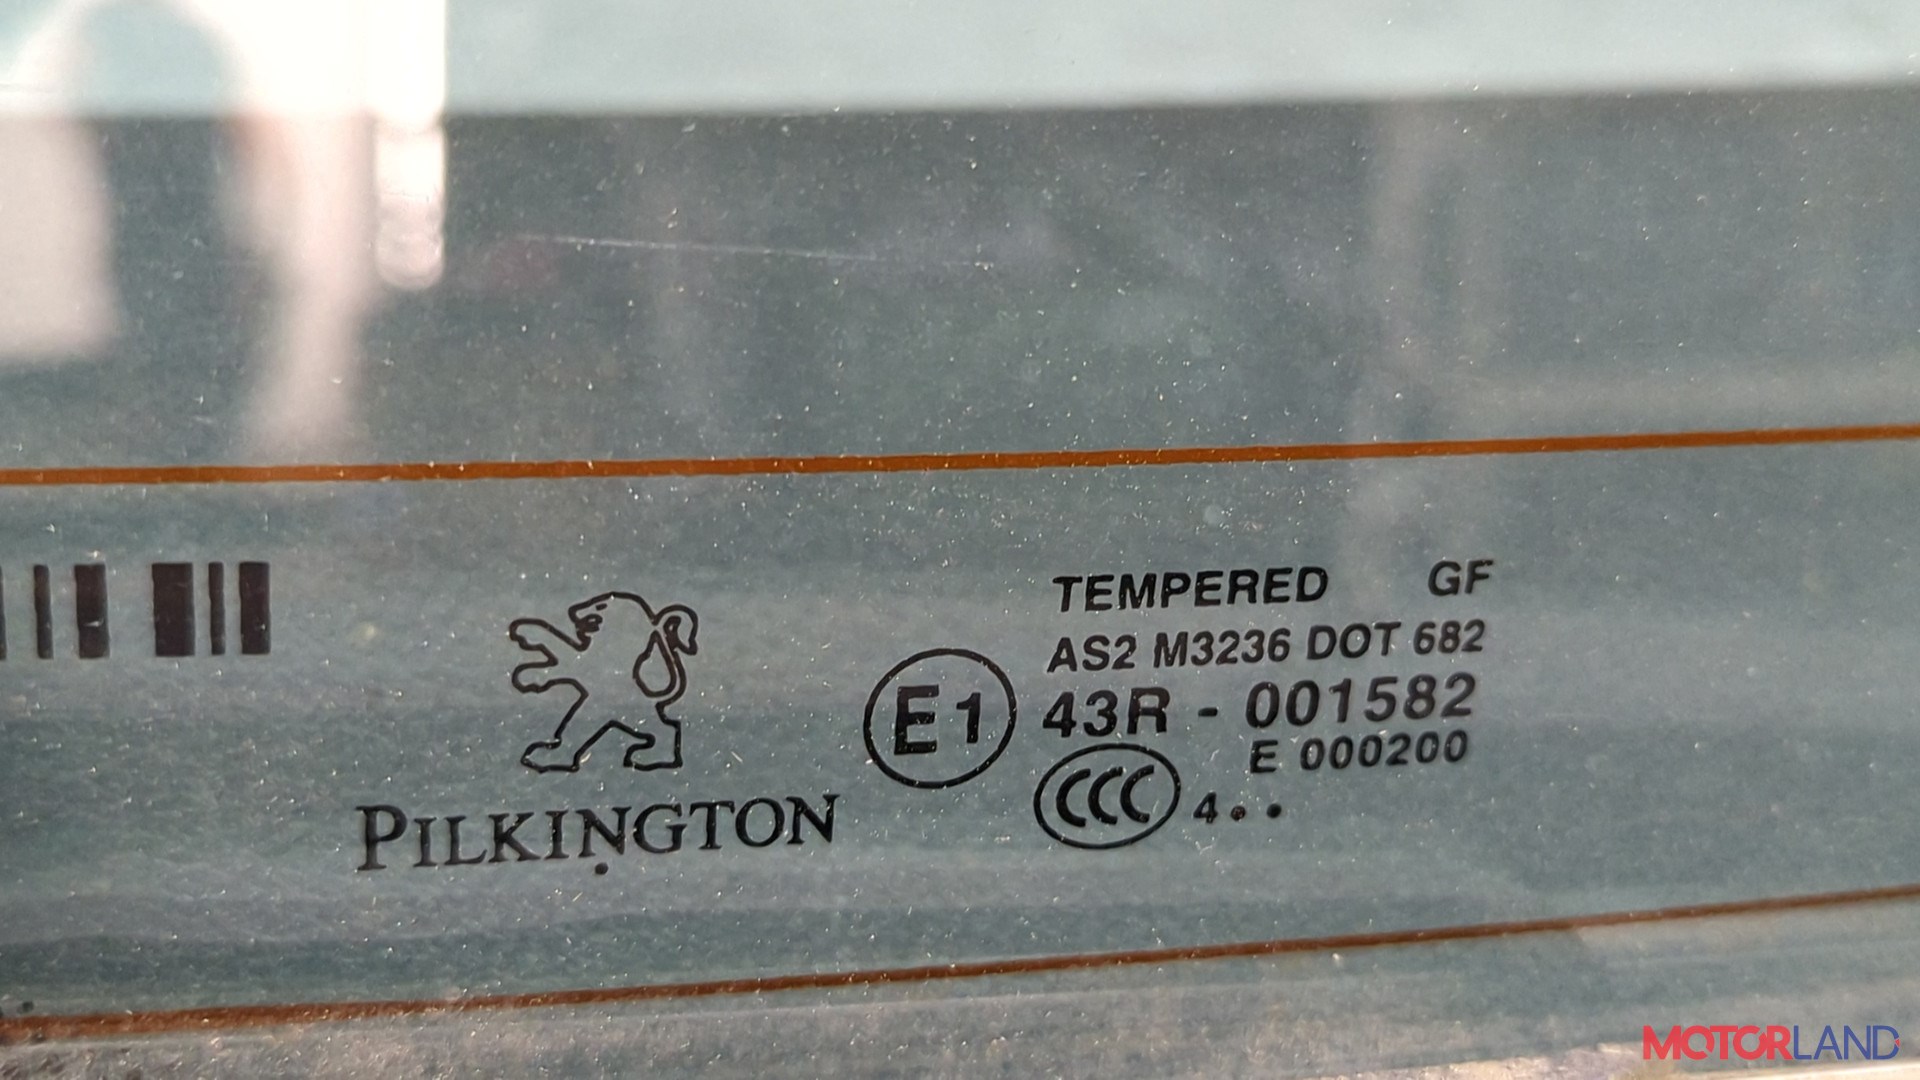 TEMPERED GF
AS2 M3236 DOT 682
E1 43R - 001582
E 000200
CCC 4..
PILKINGTON
MOTORLAND